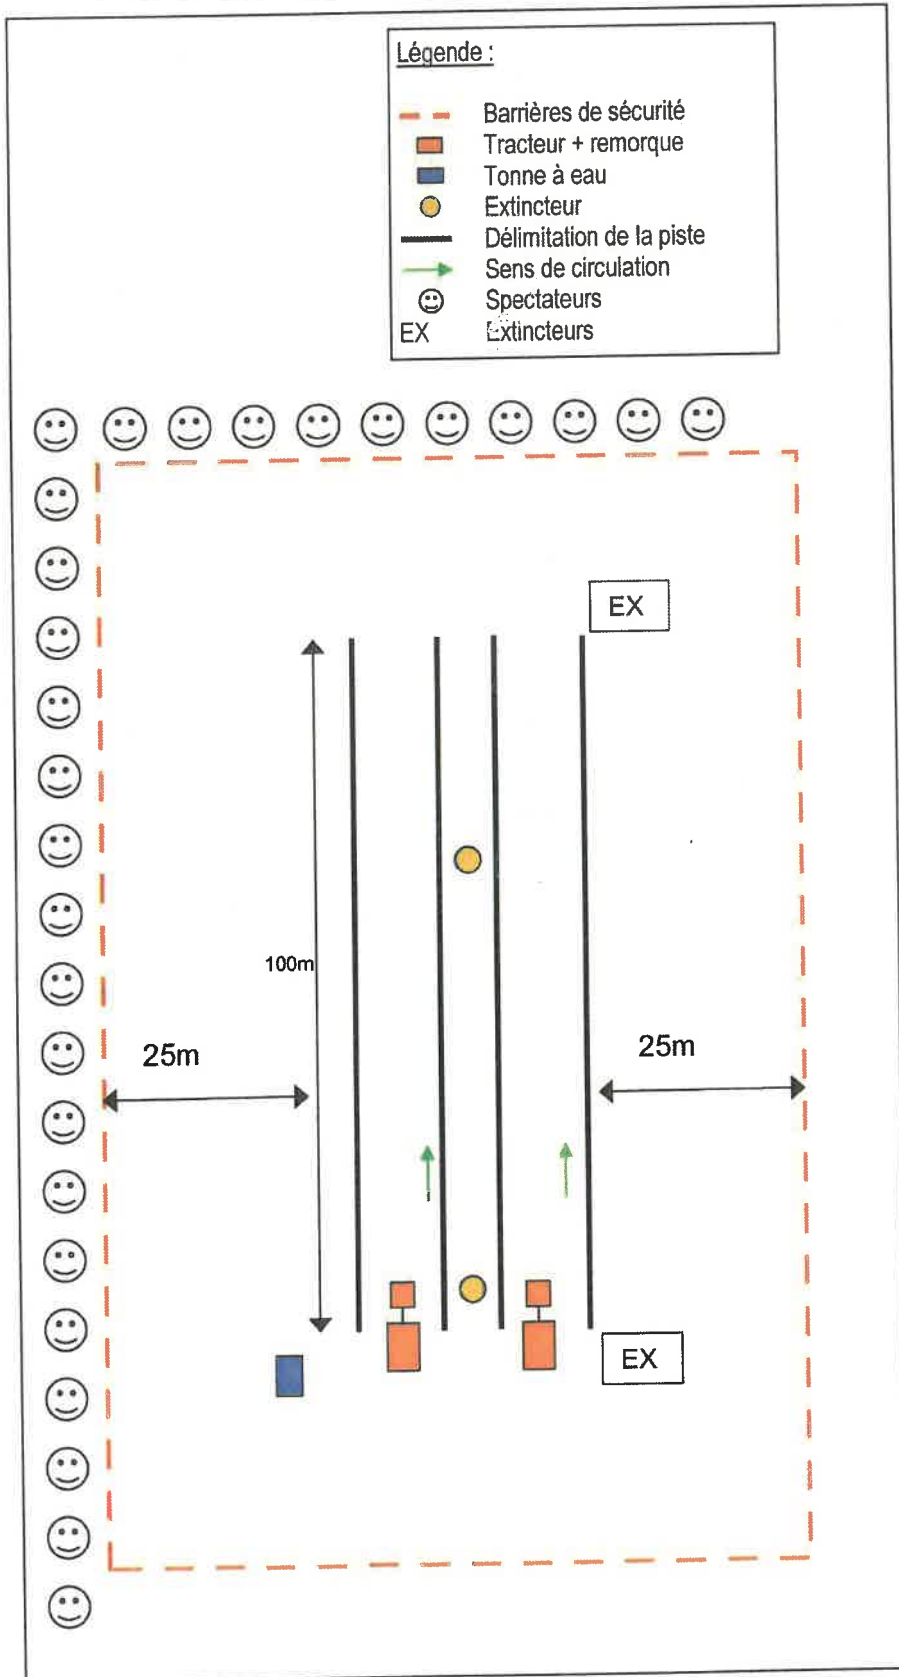 Légende :
Barrières de sécurité
Tracteur + remorque
Tonne à eau
Extincteur
Délimitation de la piste
Sens de circulation
Spectateurs
EX Extincteurs
EX
100m
25m
25m
EX